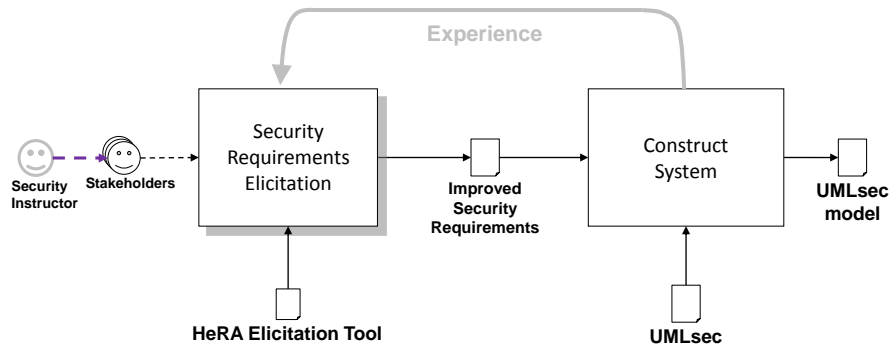 Experience
Security
Requirements
Elicitation
Construct
System
Security
Instructor
Stakeholders
Improved
Security
Requirements
UMLsec
model
HeRA Elicitation Tool
UMLsec